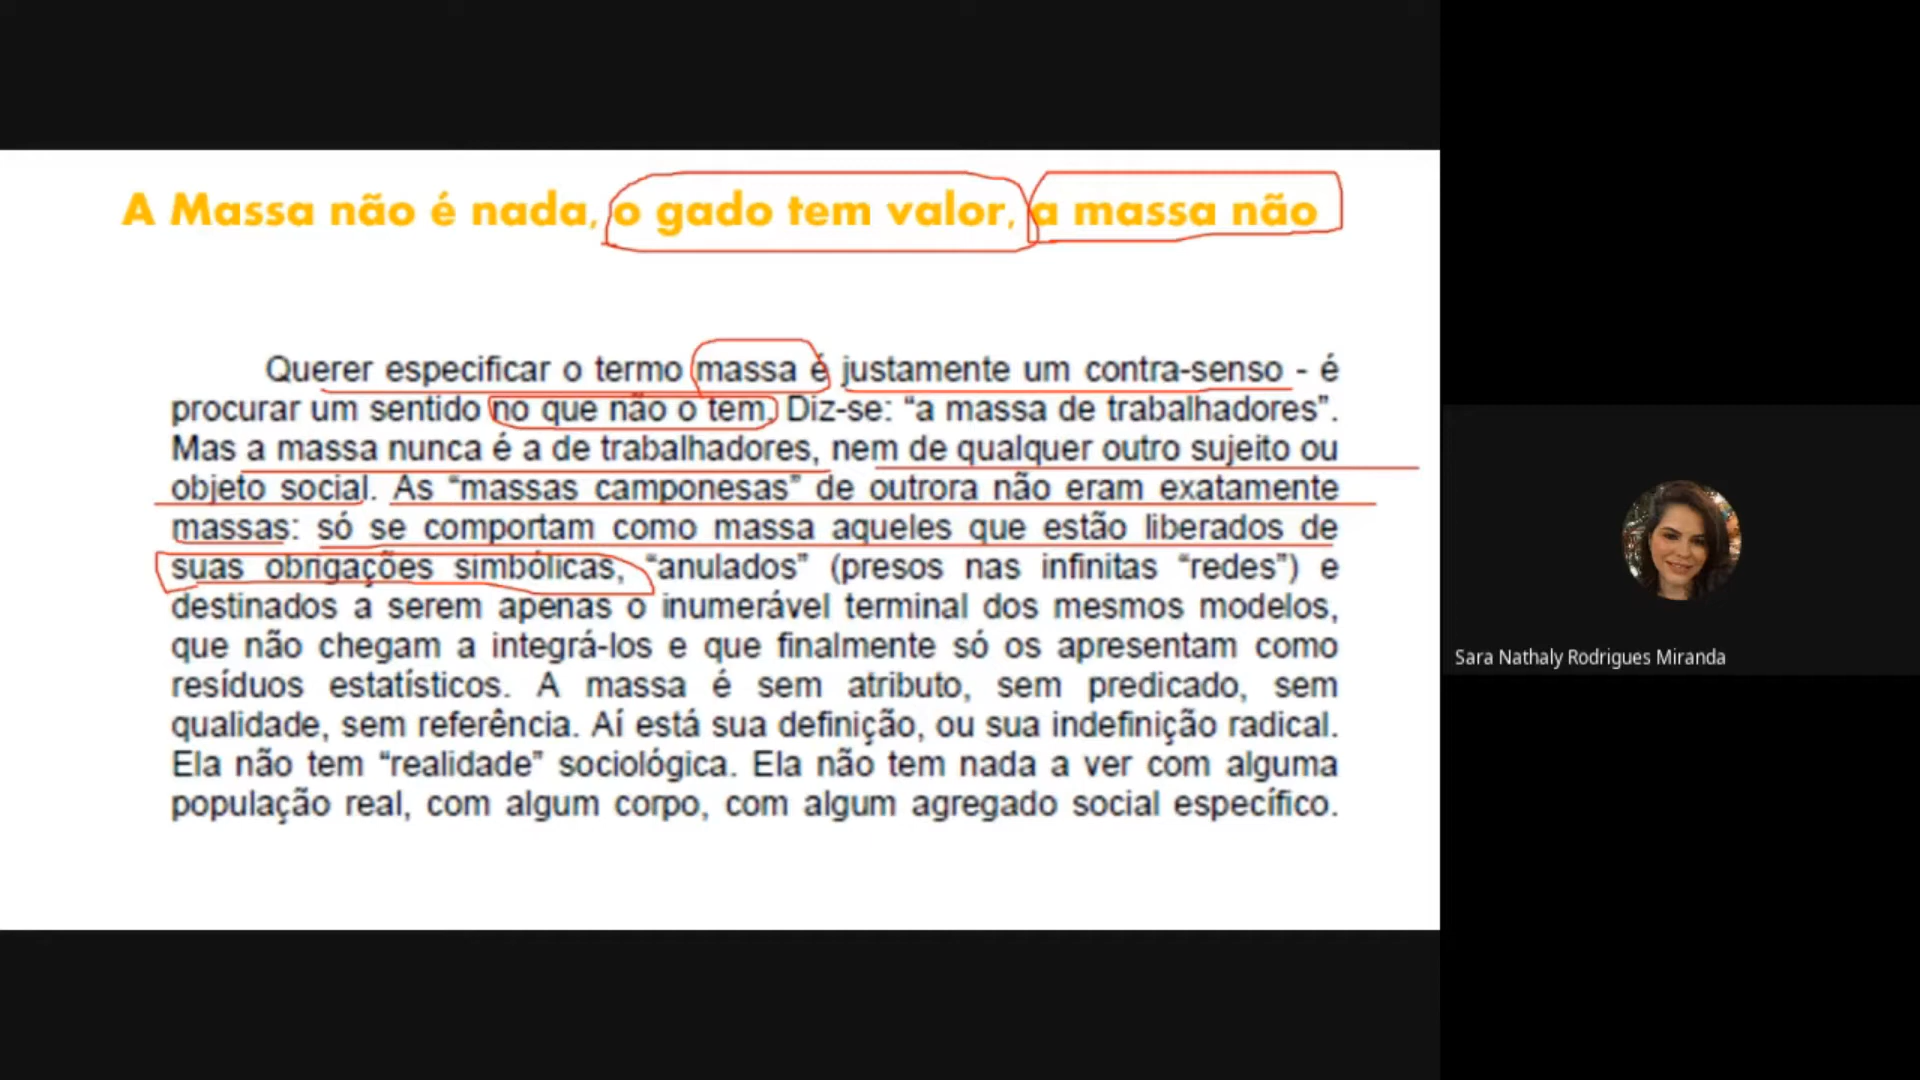 A Massa não é nada, o gado tem valor, a massa não
Querer especificar o termo massa é justamente um contra-senso - é
procurar um sentido no que não o tem. Diz-se: “a massa de trabalhadores”.
Mas a massa nunca é a de trabalhadores, nem de qualquer outro sujeito ou
objeto social. As “massas camponesas” de outrora não eram exatamente
massas: só se comportam como massa aqueles que estão liberados de
suas obrigações simbólicas, “anulados” (presos nas infinitas “redes”) e
destinados a serem apenas o inumerável terminal dos mesmos modelos,
que não chegam a integrá-los e que finalmente só os apresentam como
resíduos estatísticos. A massa é sem atributo, sem predicado, sem
qualidade, sem referência. Aí está sua definição, ou sua indefinição radical.
Ela não tem “realidade” sociológica. Ela não tem nada a ver com alguma
população real, com algum corpo, com algum agregado social específico.
Sara Nathaly Rodrigues Miranda